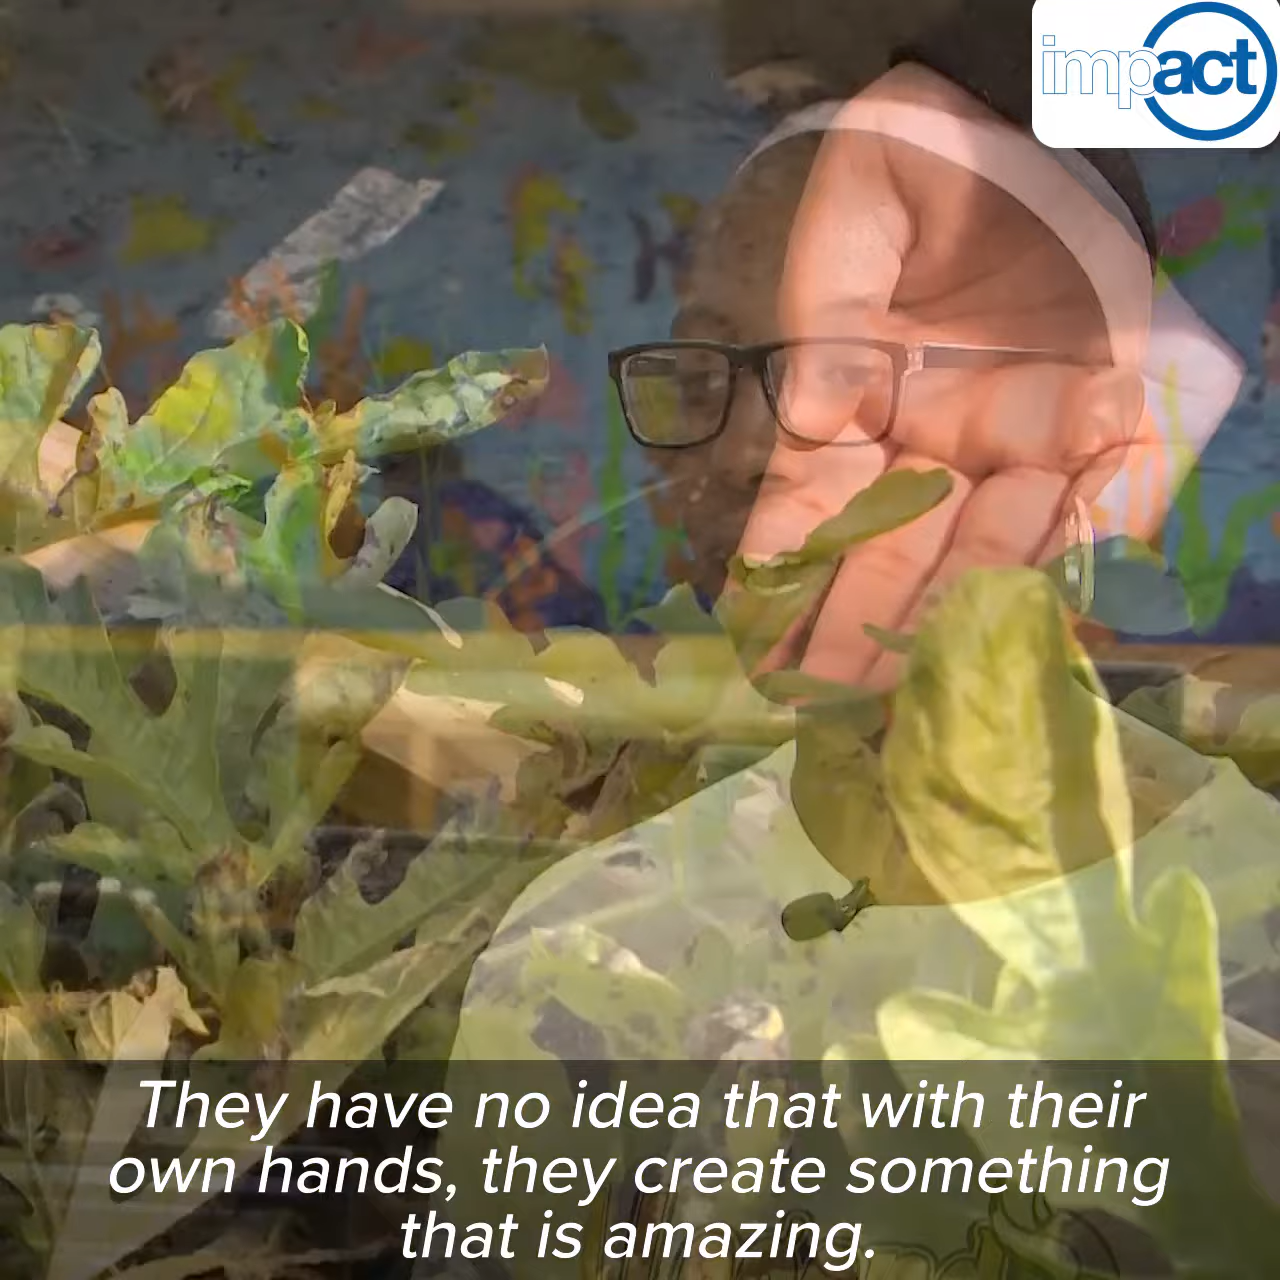 impact
They have no idea that with their
own hands, they create something
that is amazing.